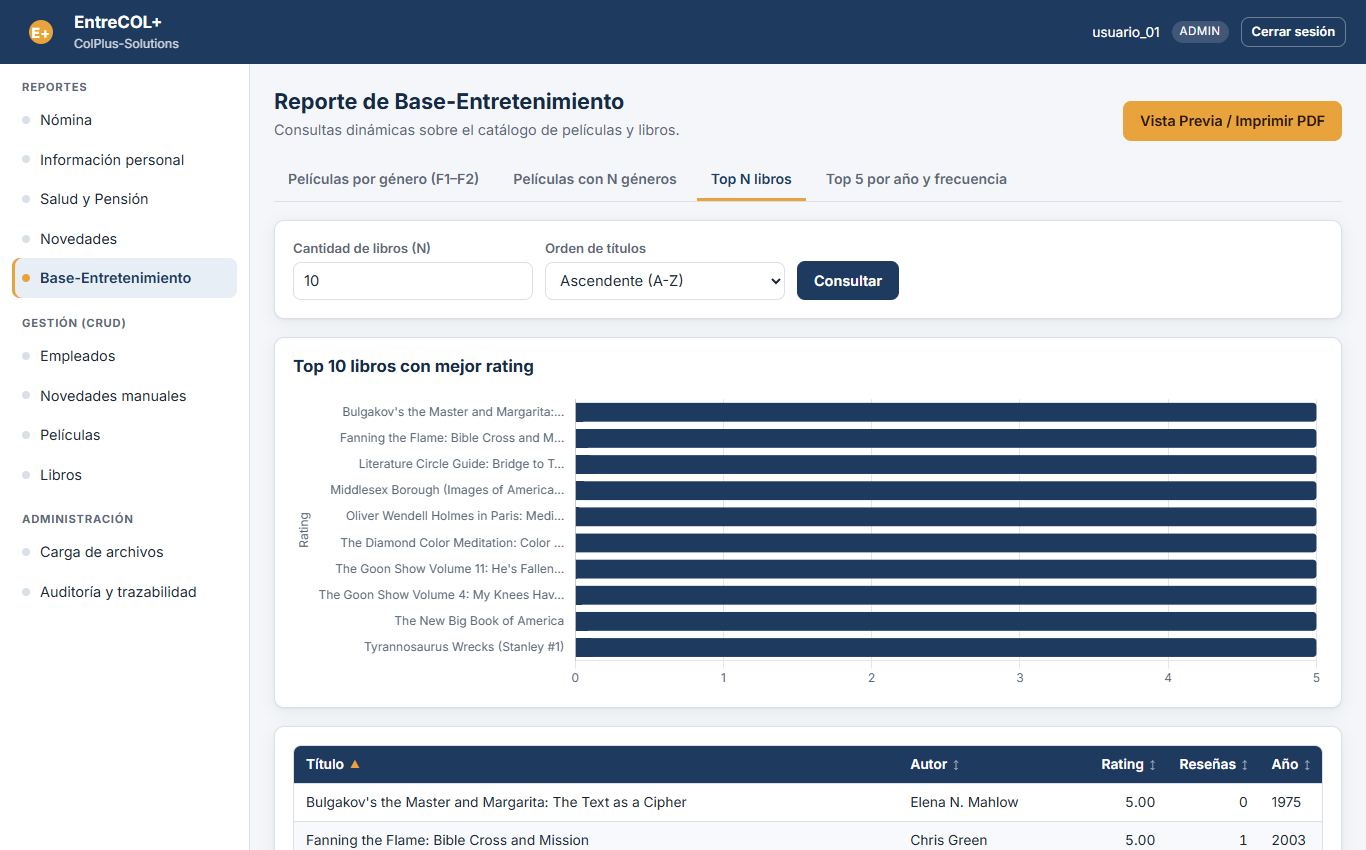 E+
EntreCOL+
ColPlus-Solutions
usuario_01
ADMIN
Cerrar sesión
REPORTES
Nómina
Información personal
Salud y Pensión
Novedades
Base-Entretenimiento
GESTIÓN (CRUD)
Empleados
Novedades manuales
Películas
Libros
ADMINISTRACIÓN
Carga de archivos
Auditoría y trazabilidad
Reporte de Base-Entretenimiento
Consultas dinámicas sobre el catálogo de películas y libros.
Vista Previa / Imprimir PDF
Películas por género (F1–F2)
Películas con N géneros
Top N libros
Top 5 por año y frecuencia
Cantidad de libros (N)
Orden de títulos
10
Ascendente (A-Z)
Consultar
Top 10 libros con mejor rating
Rating
Bulgakov's the Master and Margarita:...
Fanning the Flame: Bible Cross and M...
Literature Circle Guide: Bridge to T...
Middlesex Borough (Images of America...
Oliver Wendell Holmes in Paris: Medi...
The Diamond Color Meditation: Color ...
The Goon Show Volume 11: He's Fallen...
The Goon Show Volume 4: My Knees Hav...
The New Big Book of America
Tyrannosaurus Wrecks (Stanley #1)
0 1 2 3 4 5
Título ▲ Autor ↕ Rating ↕ Reseñas ↕ Año ↕
Bulgakov's the Master and Margarita: The Text as a Cipher Elena N. Mahlow 5.00 0 1975
Fanning the Flame: Bible Cross and Mission Chris Green 5.00 1 2003